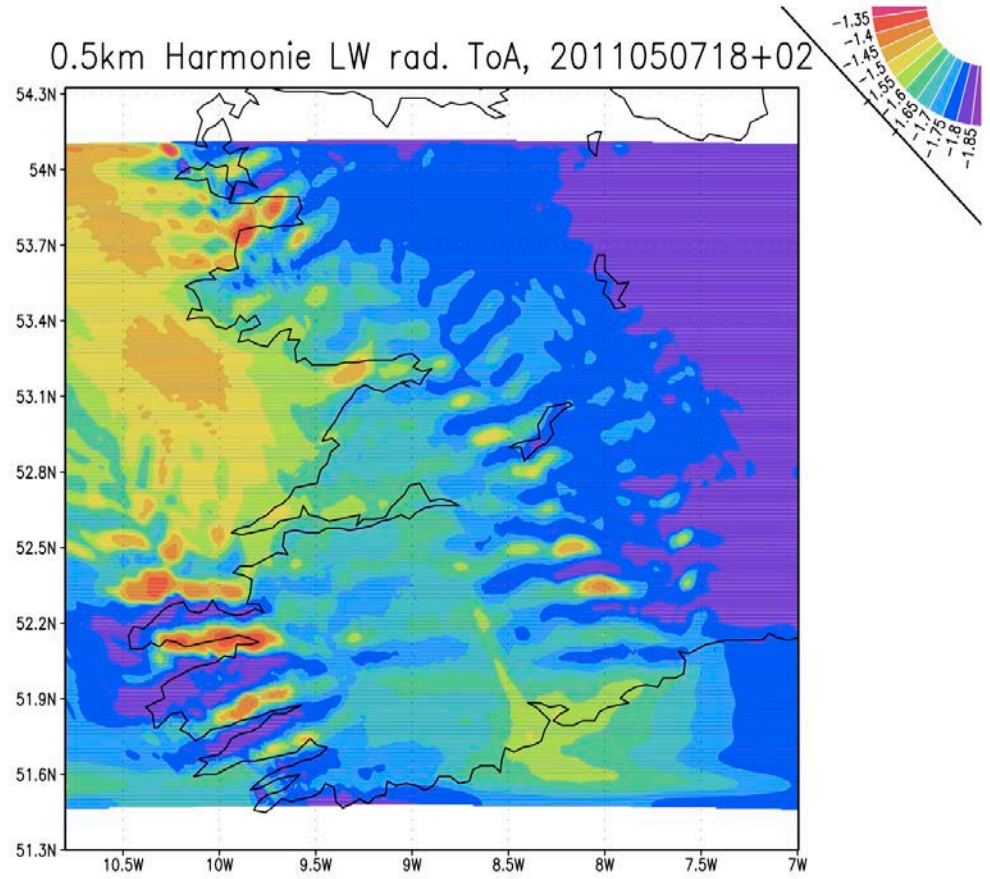 0.5km Harmonie LW rad. ToA, 2011050718+02
-1.35
-1.4
-1.45
-1.5
-1.55
-1.6
-1.65
-1.7
-1.75
-1.8
-1.85
54.3N
54N
53.7N
53.4N
53.1N
52.8N
52.5N
52.2N
51.9N
51.6N
51.3N
10.5W 10W 9.5W 9W 8.5W 8W 7.5W 7W